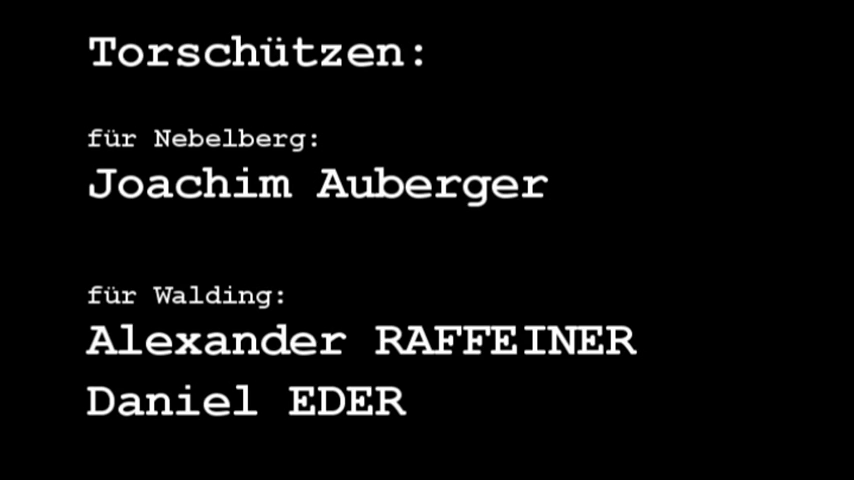 Torschützen:
für Nebelberg:
Joachim Auberger
für Walding:
Alexander RAFFEINER
Daniel EDER